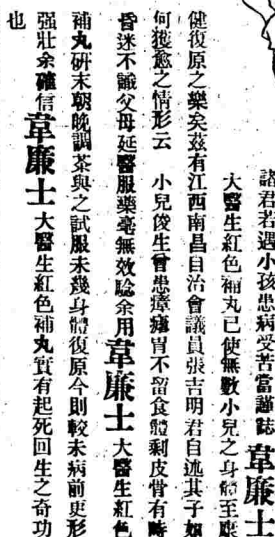 諸君若遇小孩患病受苦當謹誌韋廉士
大醫生紅色補丸已使無數小兒之身體至康
健復原之樂矣茲有江西南昌自治會議員張吉明君自述其子如
何獲愈之情形云 小兒俊生曾患瘴瘧胃不留食體剩皮骨有時
昏迷不識父母延醫服藥毫無效驗余用韋廉士大醫生紅色
補丸研末朝晚調茶與之試服未幾身體復原今則較未病前更形
强壯余確信韋廉士大醫生紅色補丸實有起死回生之奇功
也